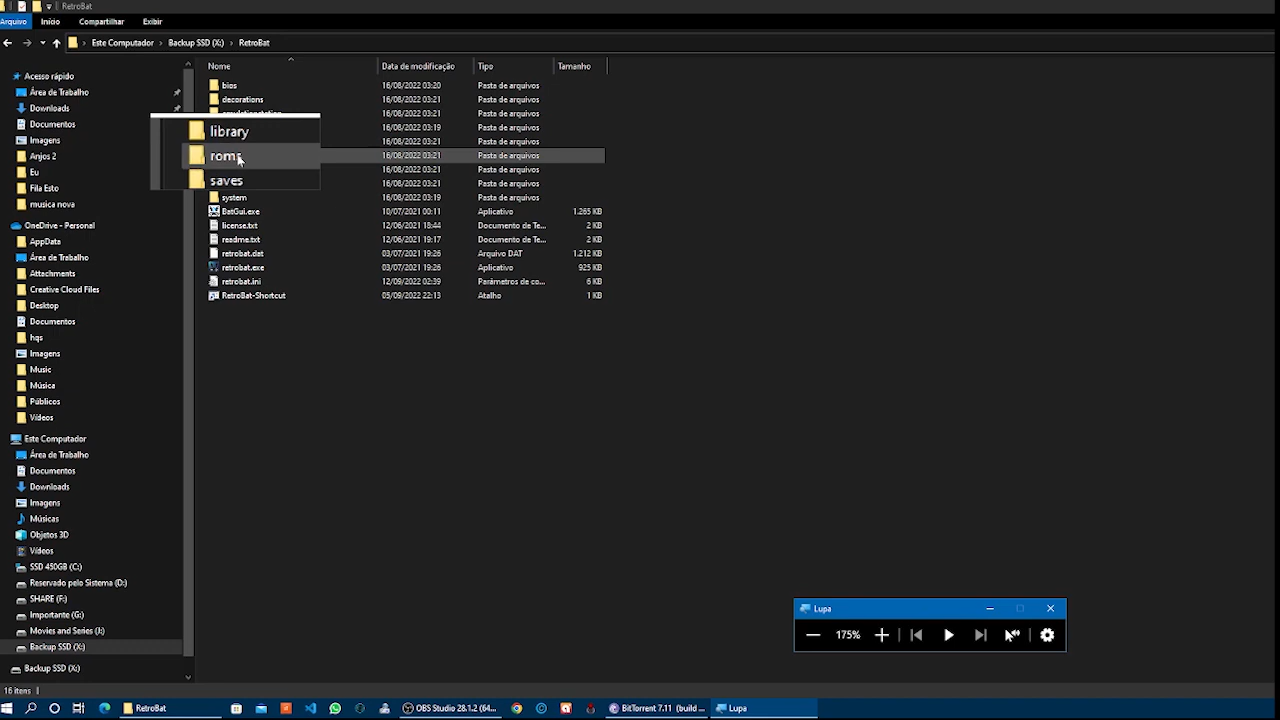 RetroBat
Arquivo Início Compartilhar Exibir
Este Computador > Backup SSD (X:) > RetroBat
Nome Data de modificação Tipo Tamanho
Acesso rápido
Área de Trabalho
Downloads
Documentos
Imagens
Anjos 2
Eu
Fila Esto
musica nova
OneDrive - Personal
AppData
Área de Trabalho
Attachments
Creative Cloud Files
Desktop
Documentos
hqs
Imagens
Music
Música
Públicos
Vídeos
Este Computador
Área de Trabalho
Documentos
Downloads
Imagens
Músicas
Objetos 3D
Vídeos
SSD 450GB (C:)
Reservado pelo Sistema (D:)
SHARE (F:)
Importante (G:)
Movies and Series (J:)
Backup SSD (X:)
Backup SSD (X:)
bios 16/08/2022 03:20 Pasta de arquivos
decorations 16/08/2022 03:21 Pasta de arquivos
16/08/2022 03:21 Pasta de arquivos
16/08/2022 03:19 Pasta de arquivos
16/08/2022 03:21 Pasta de arquivos
16/08/2022 03:21 Pasta de arquivos
16/08/2022 03:21 Pasta de arquivos
16/08/2022 03:21 Pasta de arquivos
library
roms
saves
system 16/08/2022 03:19 Pasta de arquivos
BatGui.exe 10/07/2021 00:11 Aplicativo 1.265 KB
license.txt 12/06/2021 18:44 Documento de Te... 2 KB
readme.txt 12/06/2021 19:17 Documento de Te... 2 KB
retrobat.dat 03/07/2021 19:26 Arquivo DAT 1.212 KB
retrobat.exe 03/07/2021 19:26 Aplicativo 925 KB
retrobat.ini 12/09/2022 02:39 Parâmetros de co... 6 KB
RetroBat-Shortcut 05/09/2022 22:13 Atalho 1 KB
Lupa
175%
16 itens
RetroBat OBS Studio 28.1.2 (64... BitTorrent 7.11 (build ... Lupa